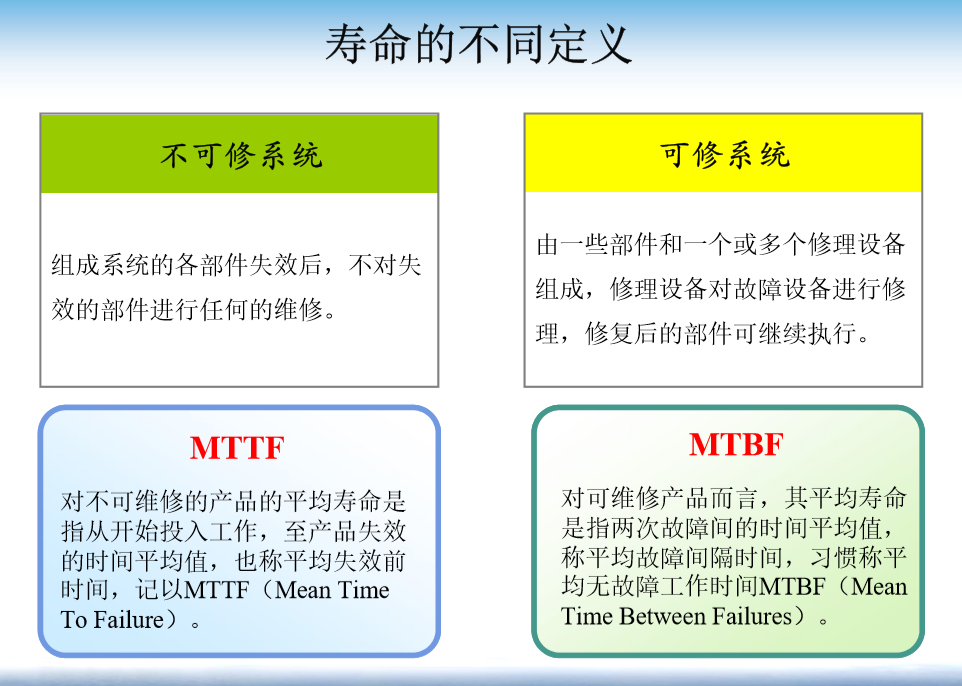 寿命的不同定义
不可修系统
组成系统的各部件失效后，不对失
效的部件进行任何的维修。
可修系统
由一些部件和一个或多个修理设备
组成，修理设备对故障设备进行修
理，修复后的部件可继续执行。
MTTF
对不可维修的产品的平均寿命是
指从开始投入工作，至产品失效
的时间平均值，也称平均失效前
时间，记以MTTF（Mean Time
To Failure）。
MTBF
对可维修产品而言，其平均寿命
是指两次故障间的时间平均值，
称平均故障间隔时间，习惯称平
均无故障工作时间MTBF（Mean
Time Between Failures）。